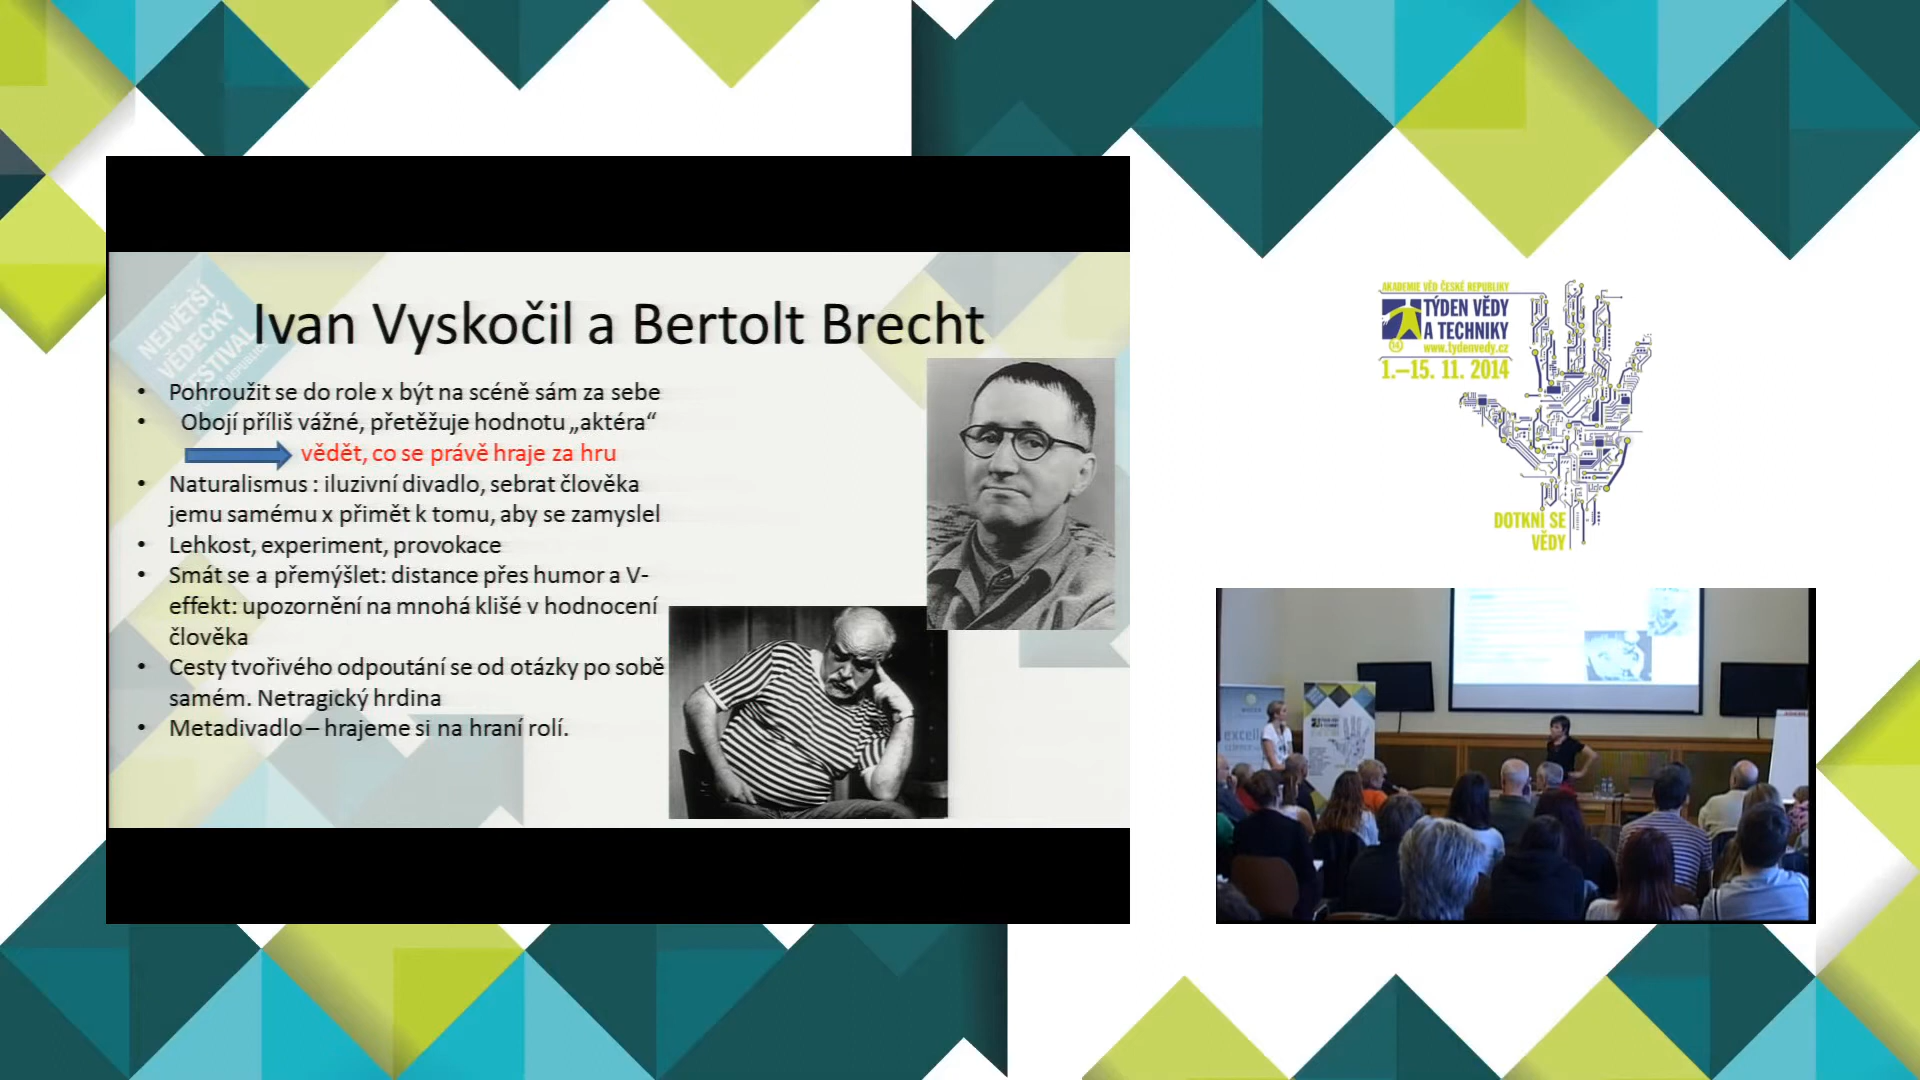 NEJVĚTŠÍ
VĚDECKÝ
FESTIVAL
Ivan Vyskočil a Bertolt Brecht
• Pohroužit se do role x být na scéně sám za sebe
• Obojí příliš vážné, přetěžuje hodnotu „aktéra“
vědět, co se právě hraje za hru
• Naturalismus : iluzivní divadlo, sebrat člověka
jemu samému x přimět k tomu, aby se zamyslel
• Lehkost, experiment, provokace
• Smát se a přemýšlet: distance přes humor a V-
efekt: upozornění na mnohá klišé v hodnocení
člověka
• Cesty tvořivého odpoutání se od otázky po sobě
samém. Netragický hrdina
• Metadivadlo – hrajeme si na hraní rolí.
AKADEMIE VĚD ČESKÉ REPUBLIKY
TÝDEN VĚDY
A TECHNIKY
www.tydenvedy.cz
1.–15. 11. 2014
DOTKNI SE
VĚDY